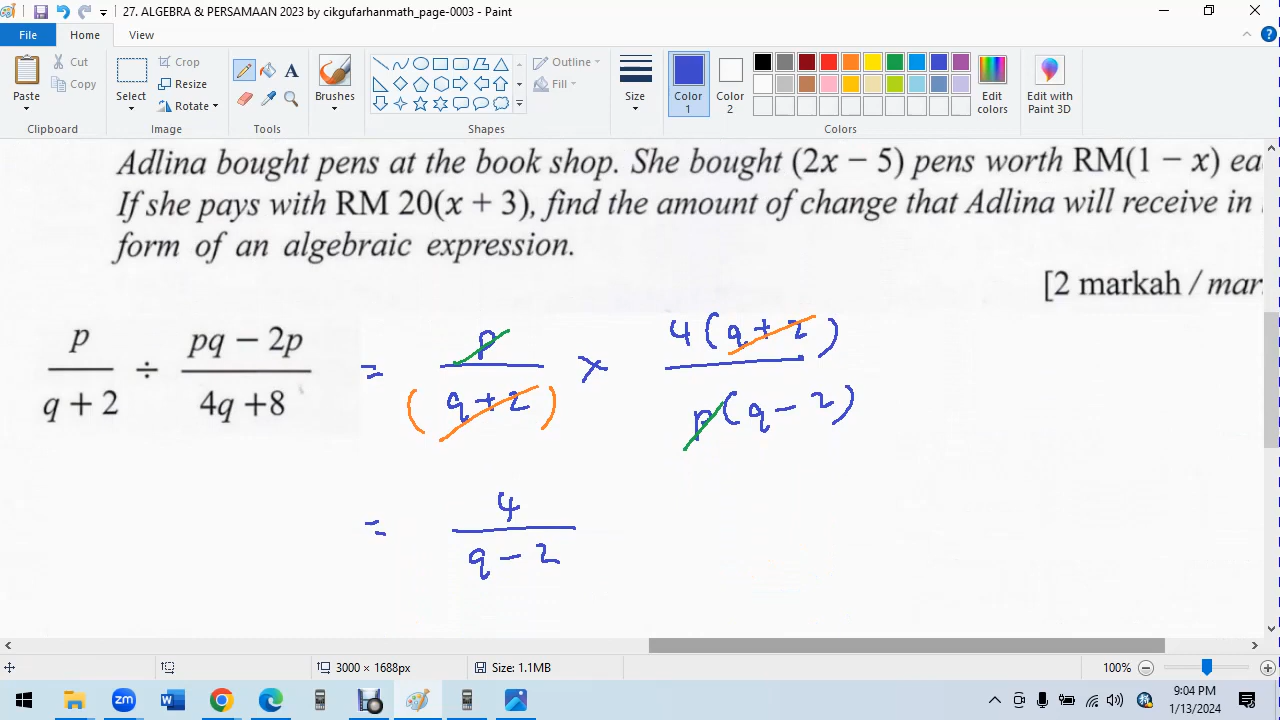 27. ALGEBRA & PERSAMAAN 2023 by cikgufarhanmath_page-0003 - Paint
File Home View
Paste Cut Copy Select Crop Resize Rotate Brushes Outline Fill Size Color 1 Color 2 Edit colors Edit with Paint 3D
A
Clipboard Image Tools Shapes Colors
Adlina bought pens at the book shop. She bought (2x − 5) pens worth RM(1 − x) ea
If she pays with RM 20(x + 3), find the amount of change that Adlina will receive in
form of an algebraic expression.
[2 markah / mar
p/(q + 2) ÷ (pq − 2p)/(4q +8) = p/(q + 2) × 4(q + 2)/p(q − 2)
= 4/(q − 2)
3000 × 1688px Size: 1.1MB 100%
zm W 9:04 PM
1/13/2024